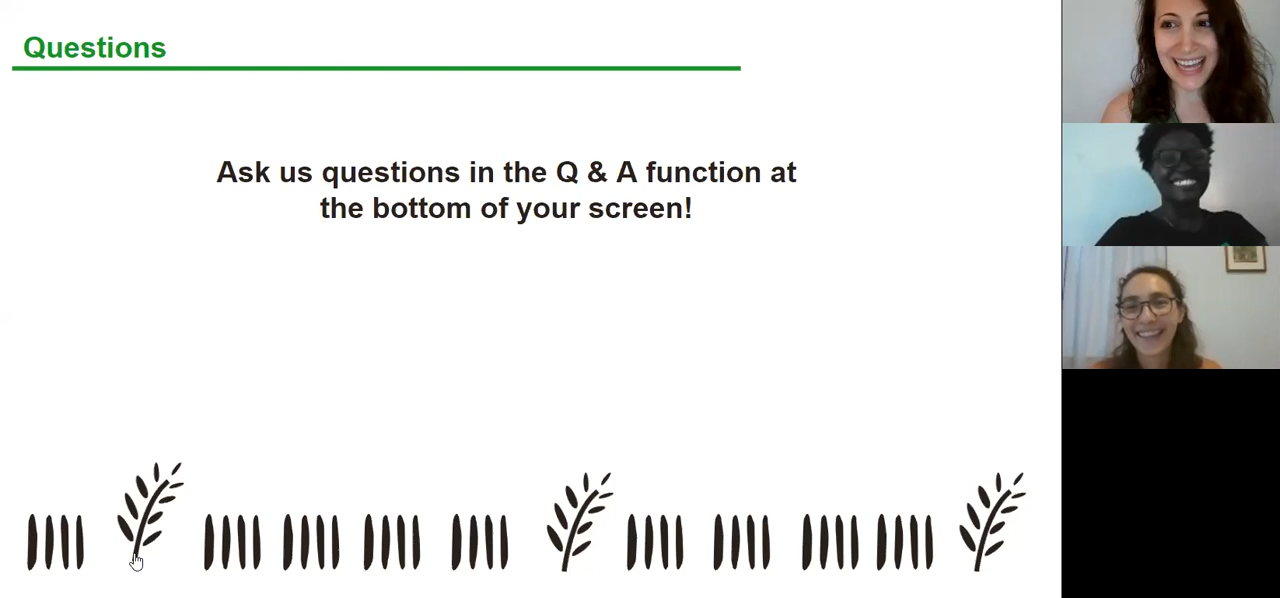 Questions
Ask us questions in the Q & A function at
the bottom of your screen!